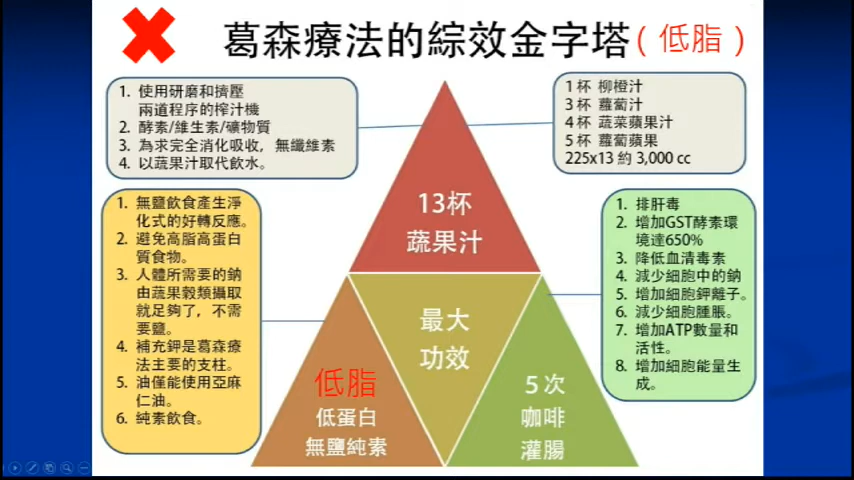 葛森療法的綜效金字塔(低脂)
1. 使用研磨和擠壓
兩道程序的榨汁機
2. 酵素/維生素/礦物質
3. 為求完全消化吸收,無纖維素
4. 以蔬果汁取代飲水。
1杯 柳橙汁
3杯 蘿蔔汁
4杯 蔬菜蘋果汁
5杯 蘿蔔蘋果
225x13 約 3,000 cc
13杯
蔬果汁
最大
功效
低脂
低蛋白
無鹽純素
5次
咖啡
灌腸
1. 無鹽飲食產生淨
化式的好轉反應。
2. 避免高脂高蛋白
質食物。
3. 人體所需要的鈉
由蔬果穀類攝取
就足夠了,不需
要鹽。
4. 補充鉀是葛森療
法主要的支柱。
5. 油僅能使用亞麻
仁油。
6. 純素飲食。
1. 排肝毒
2. 增加GST酵素環
境達650%
3. 降低血清毒素
4. 減少細胞中的鈉
5. 增加細胞鉀離子。
6. 減少細胞腫脹。
7. 增加ATP數量和
活性。
8. 增加細胞能量生
成。